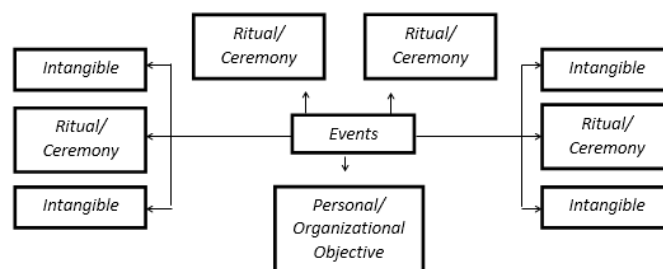 Ritual/
Ceremony
Ritual/
Ceremony
Intangible
Intangible
Ritual/
Ceremony
Events
Ritual/
Ceremony
Intangible
Intangible
Personal/
Organizational
Objective